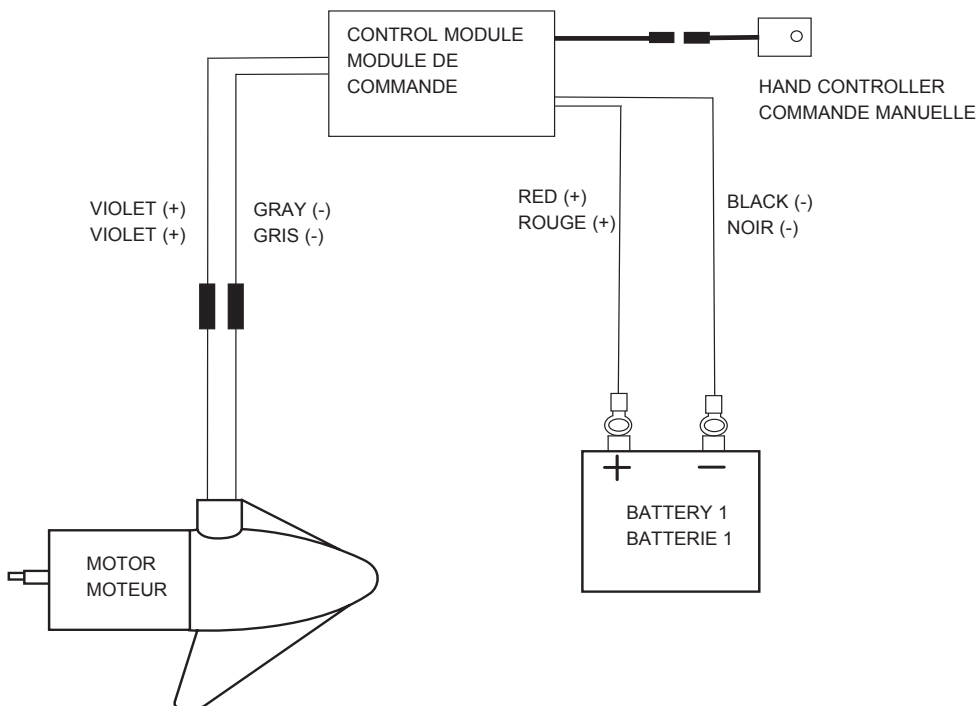 CONTROL MODULE
MODULE DE
COMMANDE
HAND CONTROLLER
COMMANDE MANUELLE
VIOLET (+)
VIOLET (+)
GRAY (-)
GRIS (-)
RED (+)
ROUGE (+)
BLACK (-)
NOIR (-)
+
−
BATTERY 1
BATTERIE 1
MOTOR
MOTEUR